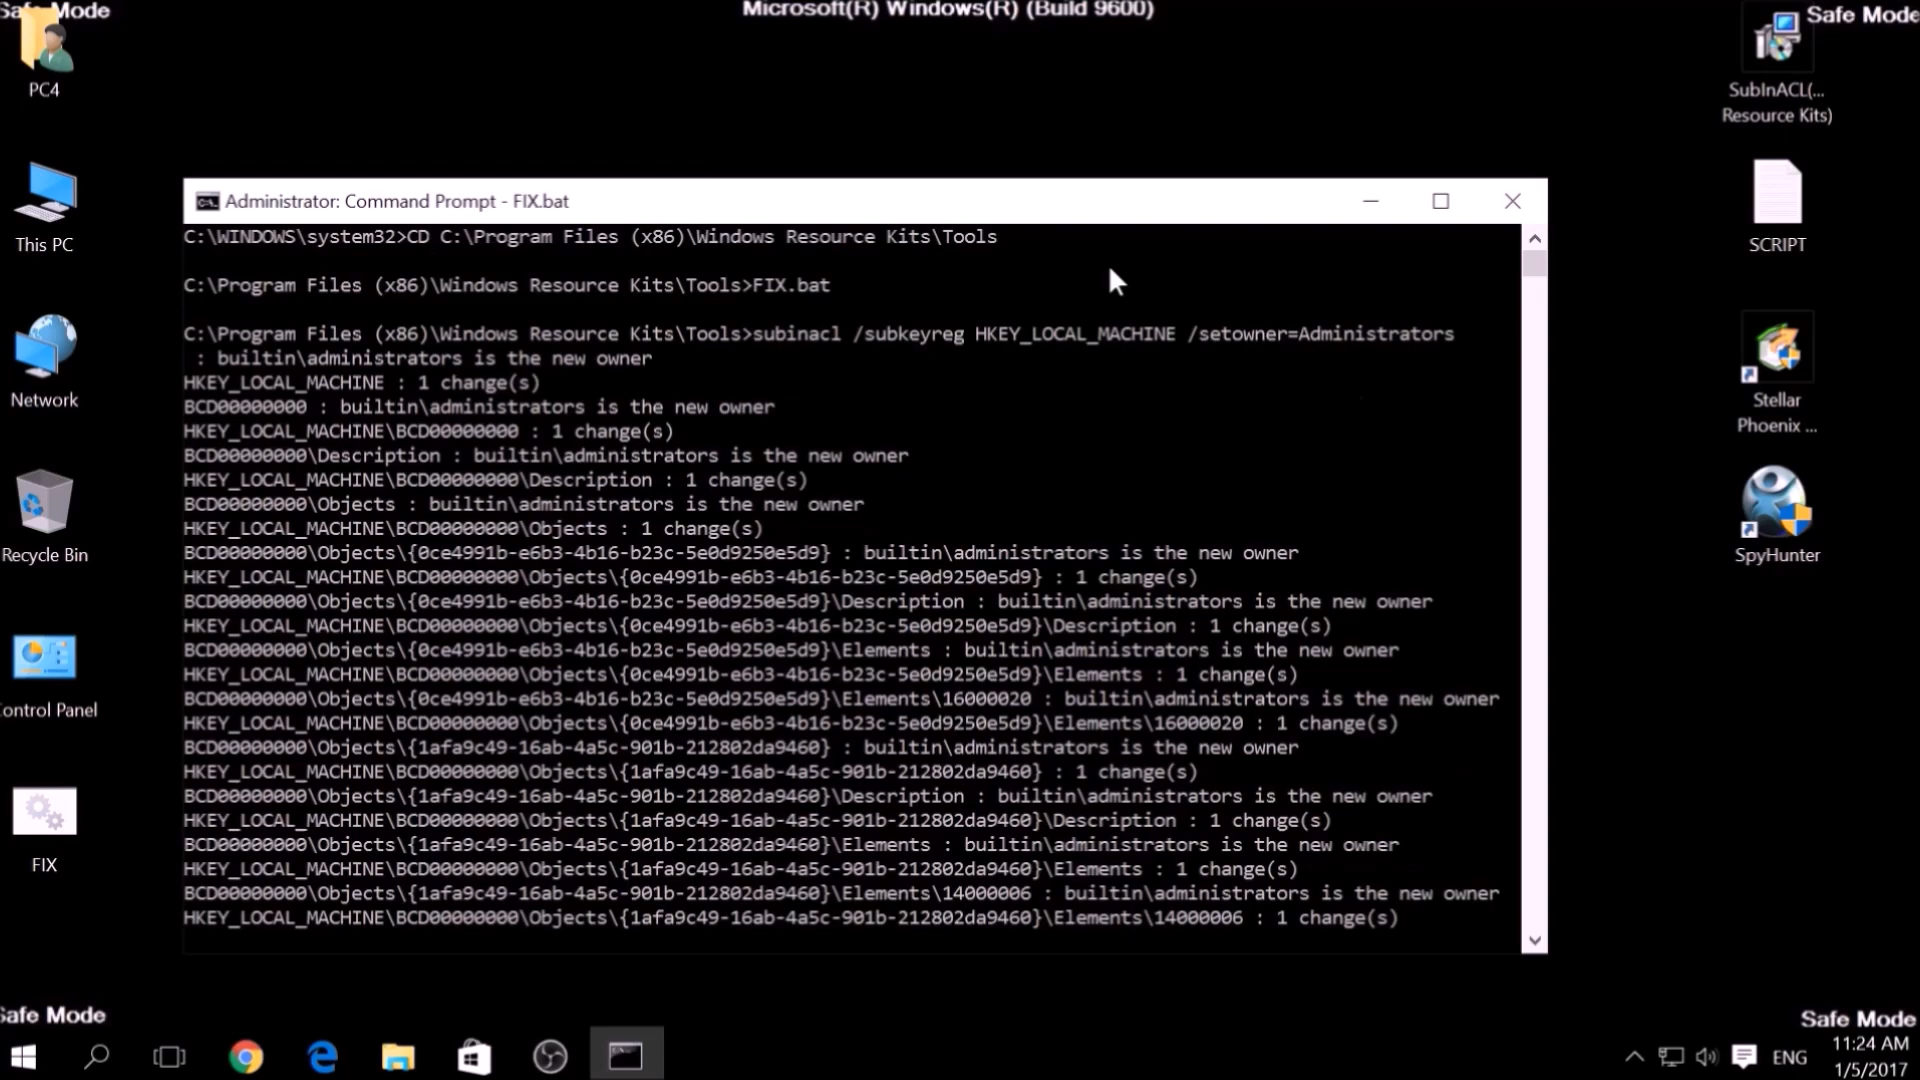 Safe Mode
Microsoft(R) Windows(R) (Build 9600)
Safe Mode
PC4
This PC
Network
Recycle Bin
ontrol Panel
FIX
SubInACL(...
Resource Kits)
SCRIPT
Stellar
Phoenix ...
SpyHunter
Administrator: Command Prompt - FIX.bat
C:\WINDOWS\system32>CD C:\Program Files (x86)\Windows Resource Kits\Tools
C:\Program Files (x86)\Windows Resource Kits\Tools>FIX.bat
C:\Program Files (x86)\Windows Resource Kits\Tools>subinacl /subkeyreg HKEY_LOCAL_MACHINE /setowner=Administrators
: builtin\administrators is the new owner
HKEY_LOCAL_MACHINE : 1 change(s)
BCD00000000 : builtin\administrators is the new owner
HKEY_LOCAL_MACHINE\BCD00000000 : 1 change(s)
BCD00000000\Description : builtin\administrators is the new owner
HKEY_LOCAL_MACHINE\BCD00000000\Description : 1 change(s)
BCD00000000\Objects : builtin\administrators is the new owner
HKEY_LOCAL_MACHINE\BCD00000000\Objects : 1 change(s)
BCD00000000\Objects\{0ce4991b-e6b3-4b16-b23c-5e0d9250e5d9} : builtin\administrators is the new owner
HKEY_LOCAL_MACHINE\BCD00000000\Objects\{0ce4991b-e6b3-4b16-b23c-5e0d9250e5d9} : 1 change(s)
BCD00000000\Objects\{0ce4991b-e6b3-4b16-b23c-5e0d9250e5d9}\Description : builtin\administrators is the new owner
HKEY_LOCAL_MACHINE\BCD00000000\Objects\{0ce4991b-e6b3-4b16-b23c-5e0d9250e5d9}\Description : 1 change(s)
BCD00000000\Objects\{0ce4991b-e6b3-4b16-b23c-5e0d9250e5d9}\Elements : builtin\administrators is the new owner
HKEY_LOCAL_MACHINE\BCD00000000\Objects\{0ce4991b-e6b3-4b16-b23c-5e0d9250e5d9}\Elements : 1 change(s)
BCD00000000\Objects\{0ce4991b-e6b3-4b16-b23c-5e0d9250e5d9}\Elements\16000020 : builtin\administrators is the new owner
HKEY_LOCAL_MACHINE\BCD00000000\Objects\{0ce4991b-e6b3-4b16-b23c-5e0d9250e5d9}\Elements\16000020 : 1 change(s)
BCD00000000\Objects\{1afa9c49-16ab-4a5c-901b-212802da9460} : builtin\administrators is the new owner
HKEY_LOCAL_MACHINE\BCD00000000\Objects\{1afa9c49-16ab-4a5c-901b-212802da9460} : 1 change(s)
BCD00000000\Objects\{1afa9c49-16ab-4a5c-901b-212802da9460}\Description : builtin\administrators is the new owner
HKEY_LOCAL_MACHINE\BCD00000000\Objects\{1afa9c49-16ab-4a5c-901b-212802da9460}\Description : 1 change(s)
BCD00000000\Objects\{1afa9c49-16ab-4a5c-901b-212802da9460}\Elements : builtin\administrators is the new owner
HKEY_LOCAL_MACHINE\BCD00000000\Objects\{1afa9c49-16ab-4a5c-901b-212802da9460}\Elements : 1 change(s)
BCD00000000\Objects\{1afa9c49-16ab-4a5c-901b-212802da9460}\Elements\14000006 : builtin\administrators is the new owner
HKEY_LOCAL_MACHINE\BCD00000000\Objects\{1afa9c49-16ab-4a5c-901b-212802da9460}\Elements\14000006 : 1 change(s)
Safe Mode
Safe Mode
ENG
11:24 AM
1/5/2017